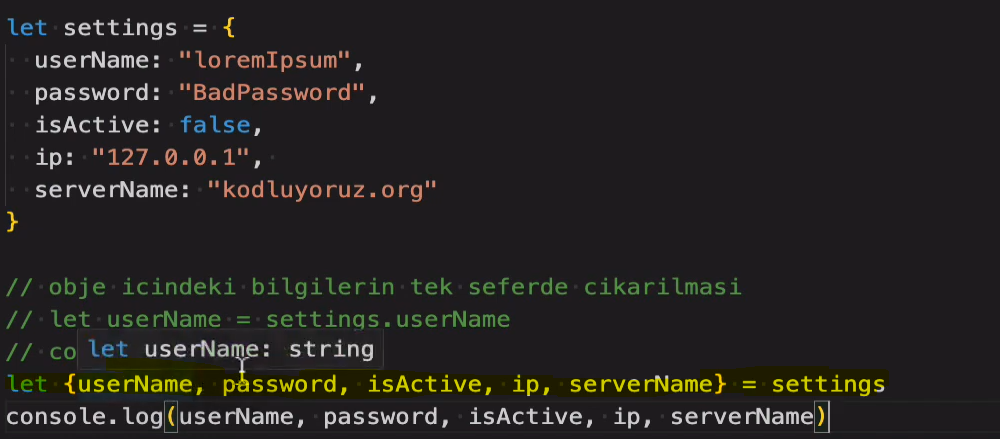 let settings = {
userName: "loremIpsum",
password: "BadPassword",
isActive: false,
ip: "127.0.0.1",
serverName: "kodluyoruz.org"
}
// obje icindeki bilgilerin tek seferde cikarilmasi
// let userName = settings.userName
// co
let userName: string
let {userName, password, isActive, ip, serverName} = settings
console.log(userName, password, isActive, ip, serverName)